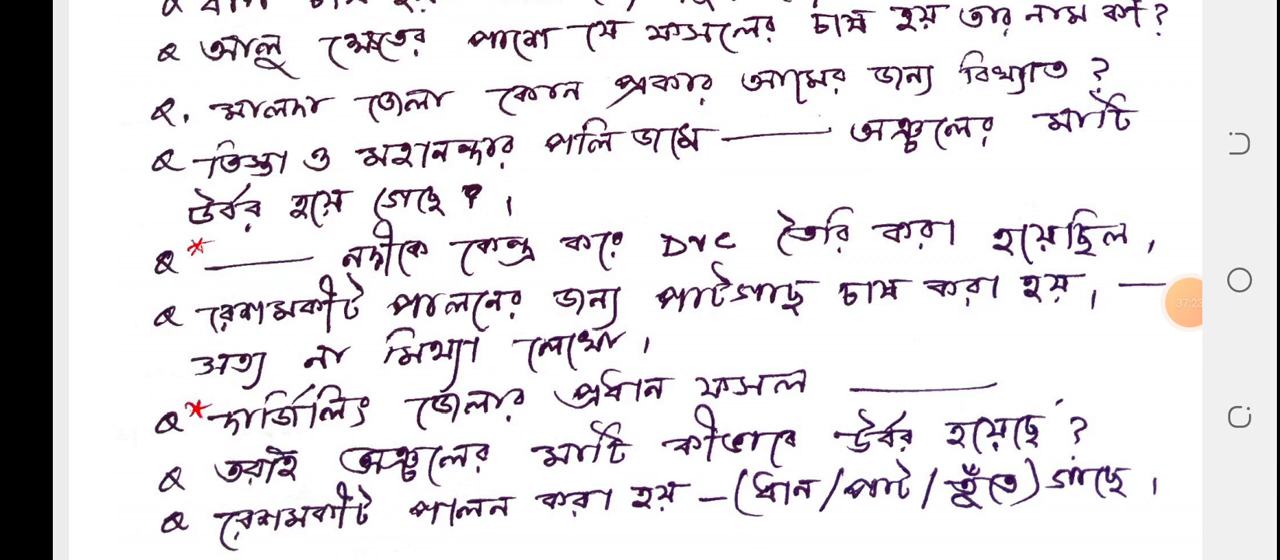 Q আলু ক্ষেতের পাশে যে ফসলের চাষ হয় তার নাম কী?
Q. মালদা জেলা কোন প্রকার আমের জন্য বিখ্যাত?
Q তিস্তা ও মহানন্দার পলি জমে —— অঞ্চলের মাটি
উর্বর হয়ে গেছে ।
Q * —— নদীকে কেন্দ্র করে DVC তৈরি করা হয়েছিল,
Q রেশমকীট পালনের জন্য পাটগাছ চাষ করা হয়, —
সত্য না মিথ্যা লেখো।
Q * দার্জিলিং জেলার প্রধান ফসল ——
Q তরাই অঞ্চলের মাটি কীভাবে উর্বর হয়েছে?
Q রেশমকীট পালন করা হয় – (ধান/পাট/তুঁতে) গাছে।
37:23